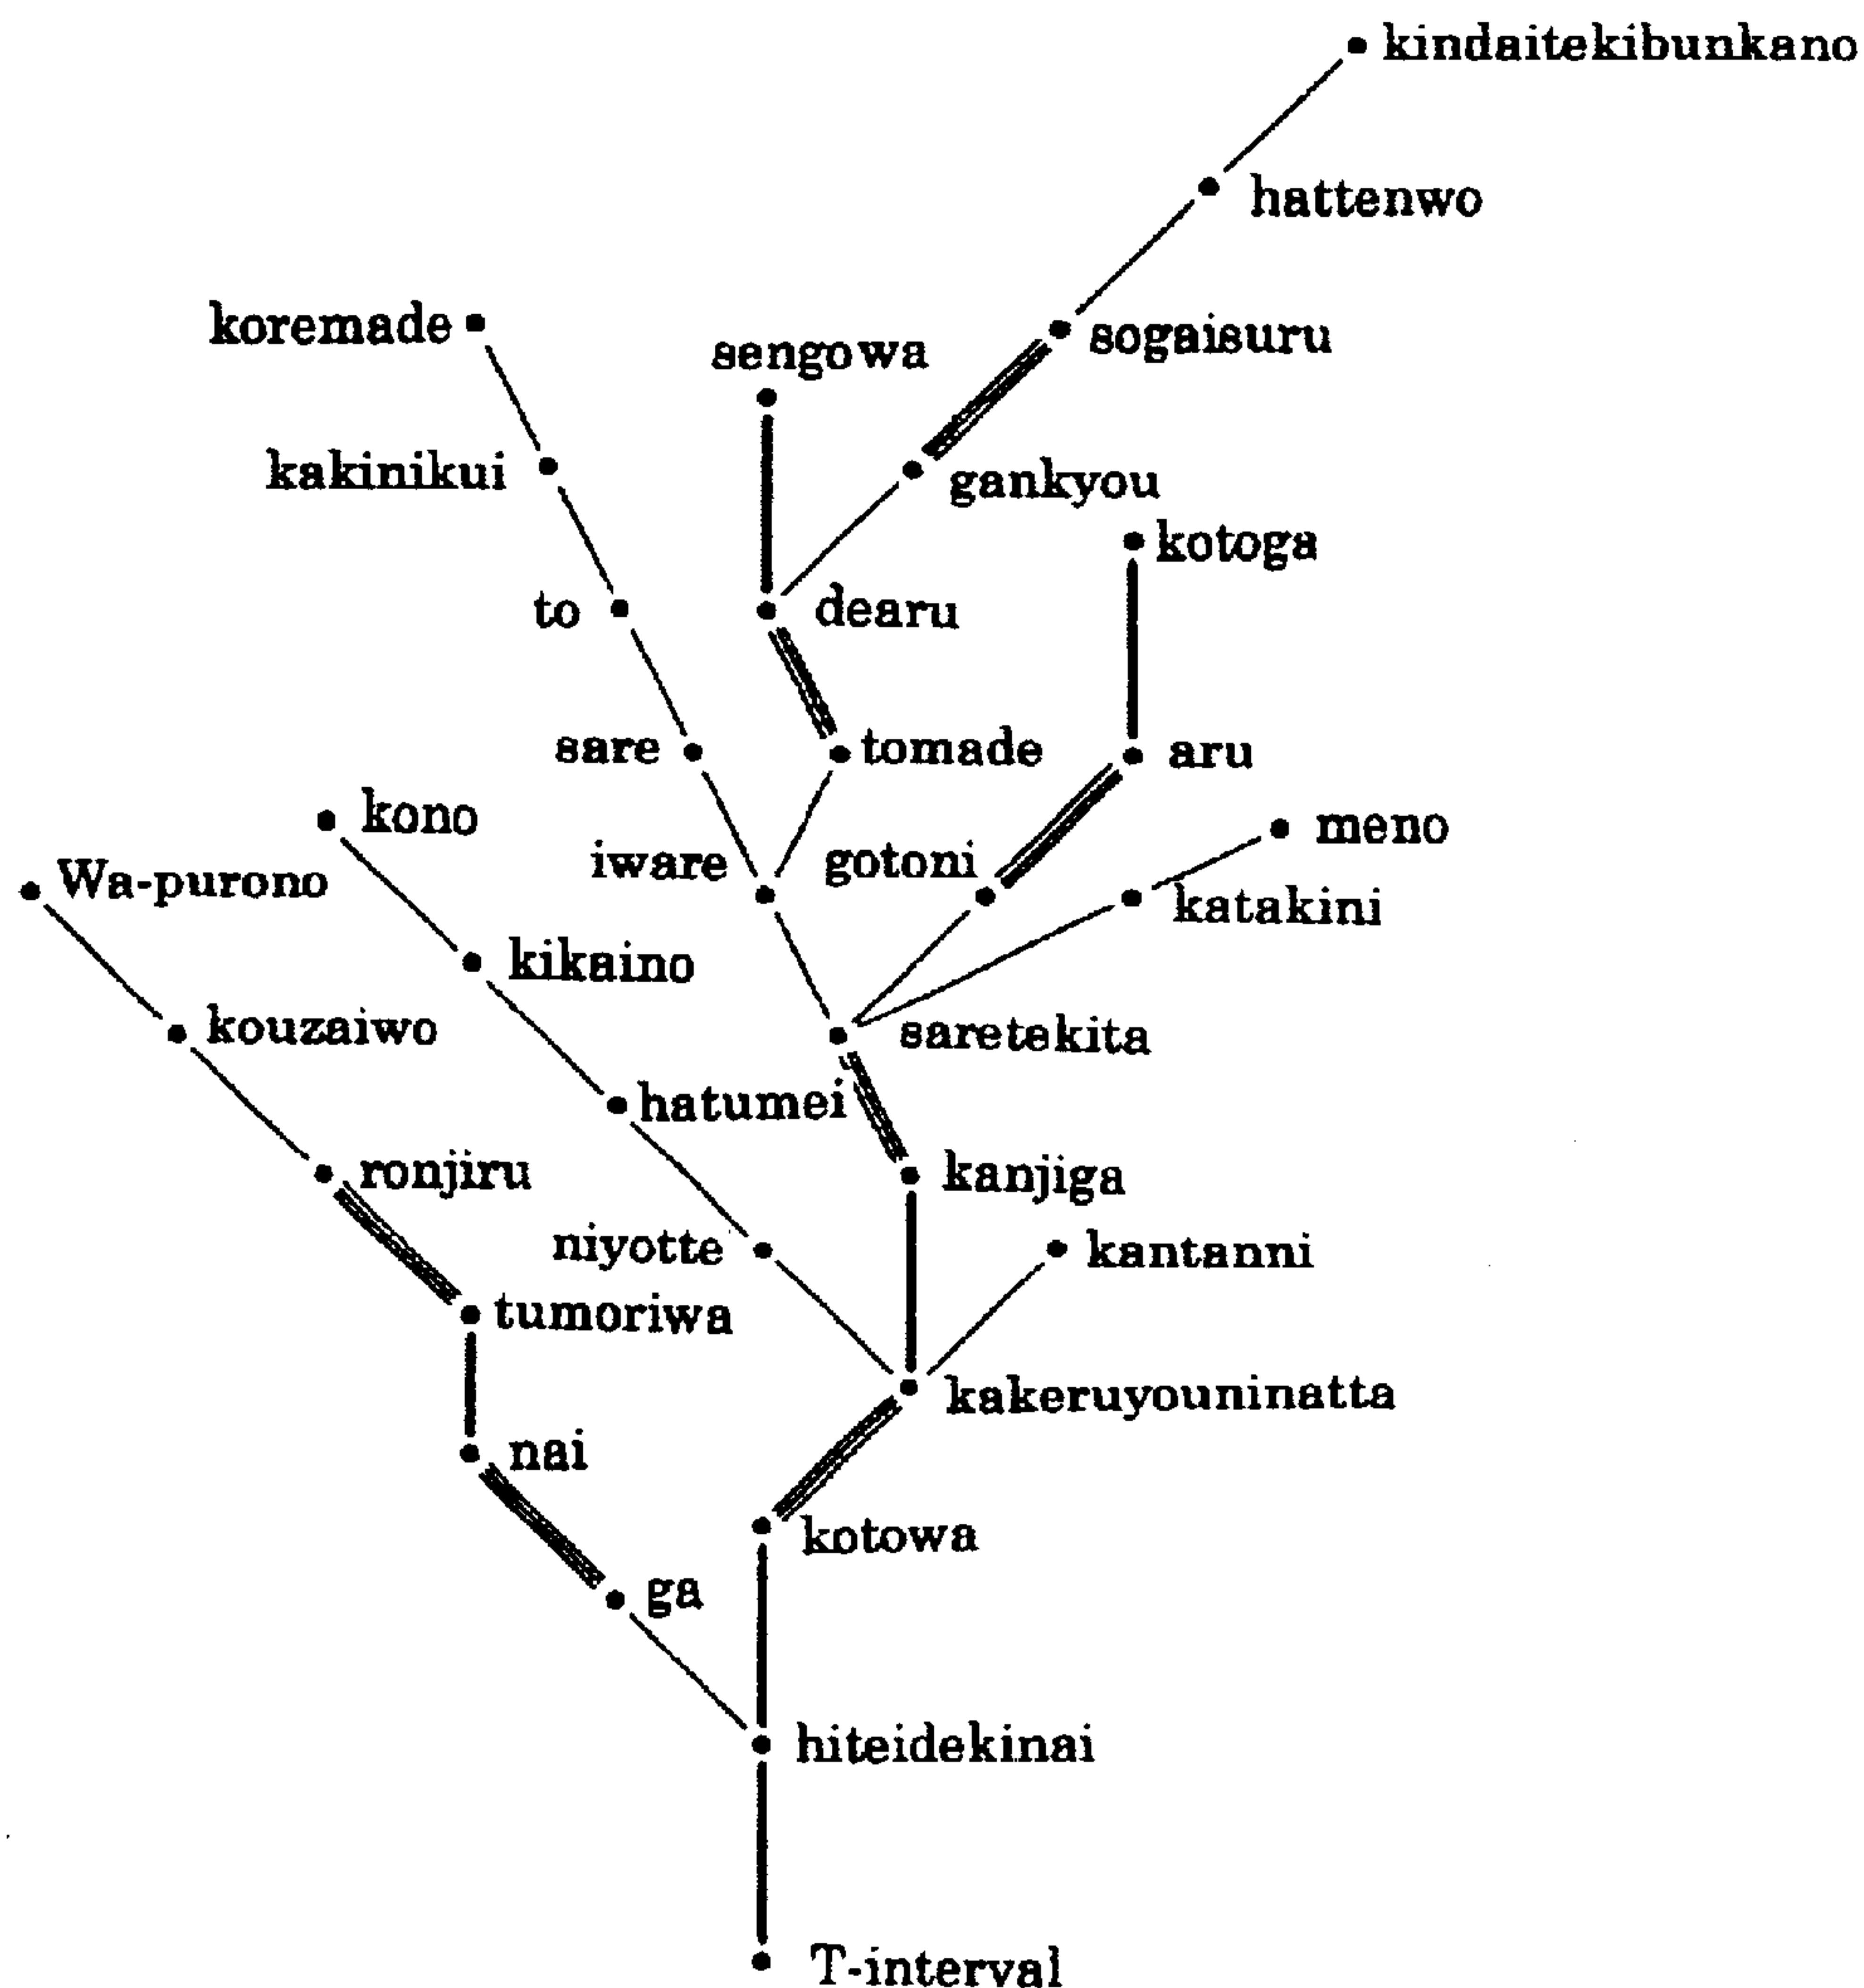 kindaitekibunkano
hattenwo
koremade
sogaisuru
sengowa
kakinikui
gankyou
kotoga
to
dearu
sare
tomade
aru
kono
meno
iware
gotoni
Wa-purono
katakini
kikaino
kouzaiwo
saretekita
hatumei
ronjiru
kanjiga
niyotte
kantanni
tumoriwa
kakeruyouninatta
nai
kotowa
ga
hiteidekinai
T-interval